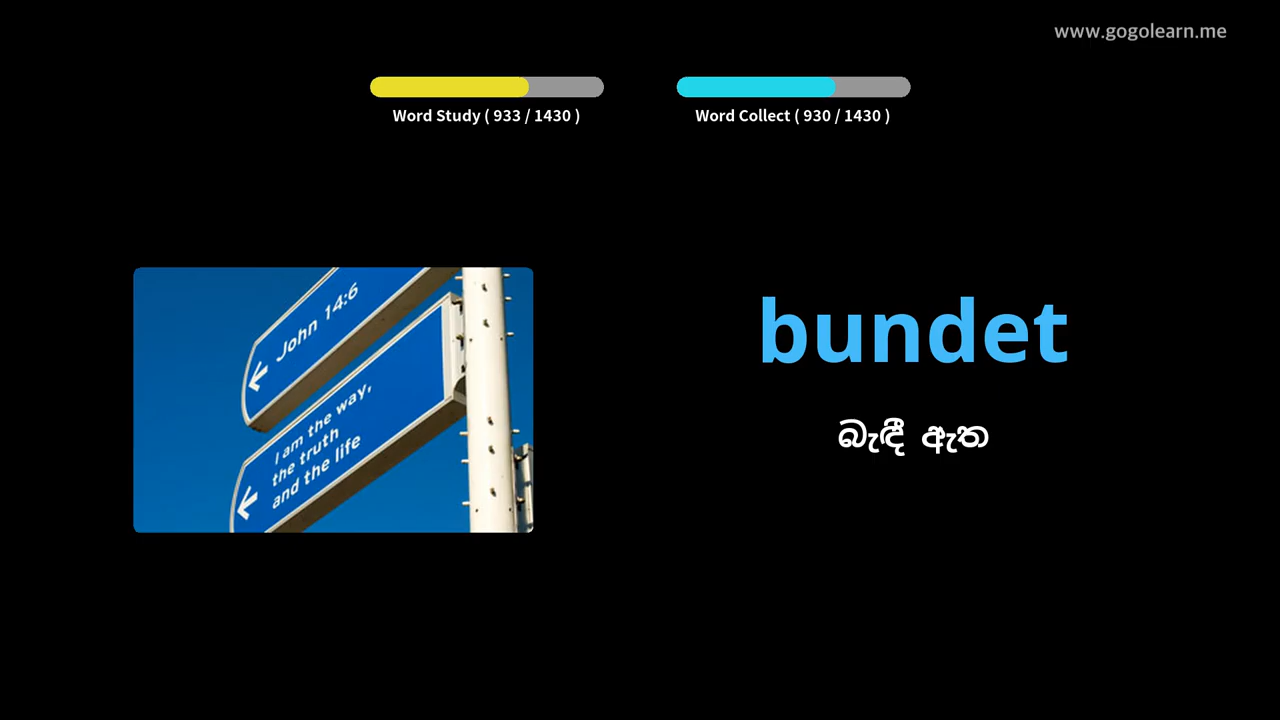 www.gogolearn.me
Word Study ( 933 / 1430 )
Word Collect ( 930 / 1430 )
John 14:6
I am the way,
the truth
and the life
bundet
බැඳී ඇත